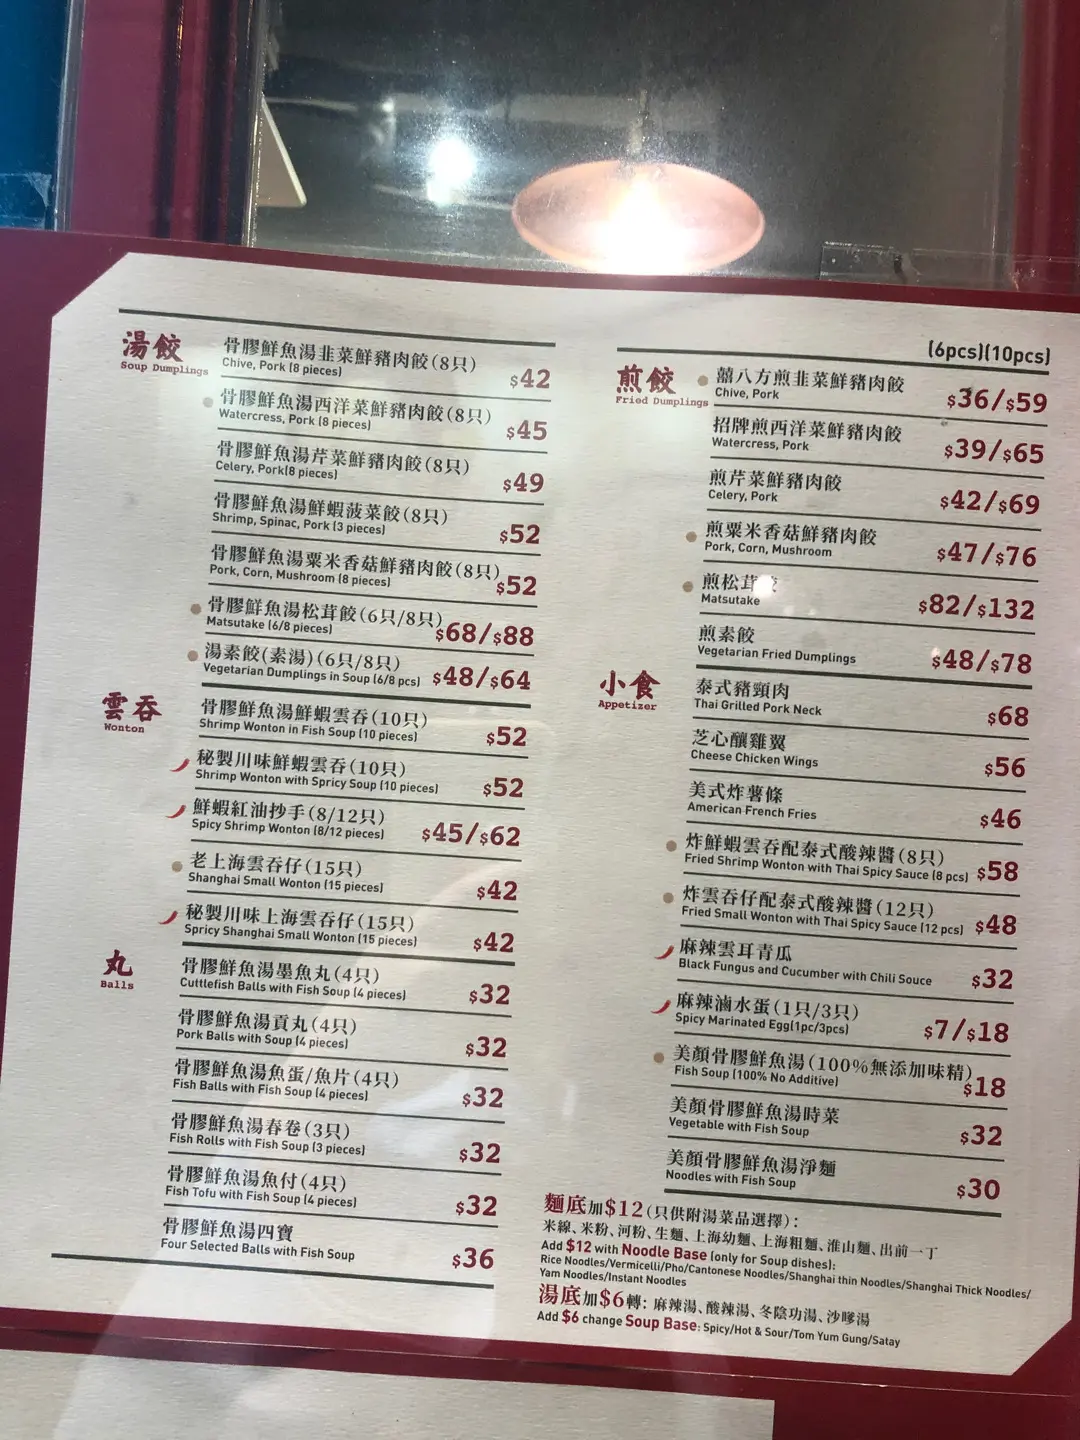 湯餃
Soup Dumplings
骨膠鮮魚湯韭菜鮮豬肉餃(8只)
Chive, Pork (8 pieces)
$42
骨膠鮮魚湯西洋菜鮮豬肉餃(8只)
Watercress, Pork (8 pieces)
$45
骨膠鮮魚湯芹菜鮮豬肉餃(8只)
Celery, Pork(8 pieces)
$49
骨膠鮮魚湯鮮蝦菠菜餃(8只)
Shrimp, Spinac, Pork (3 pieces)
$52
骨膠鮮魚湯粟米香菇鮮豬肉餃(8只)
Pork, Corn, Mushroom (8 pieces)
$52
骨膠鮮魚湯松茸餃(6只/8只)
Matsutake (6/8 pieces)
$68/$88
湯素餃(素湯)(6只/8只)
Vegetarian Dumplings in Soup (6/8 pcs)
$48/$64
雲吞
Wonton
骨膠鮮魚湯鮮蝦雲吞(10只)
Shrimp Wonton in Fish Soup (10 pieces)
$52
秘製川味鮮蝦雲吞(10只)
Shrimp Wonton with Spricy Soup (10 pieces)
$52
鮮蝦紅油抄手(8/12只)
Spicy Shrimp Wonton (8/12 pieces)
$45/$62
老上海雲吞仔(15只)
Shanghai Small Wonton (15 pieces)
$42
秘製川味上海雲吞仔(15只)
Spricy Shanghai Small Wonton (15 pieces)
$42
丸
Balls
骨膠鮮魚湯墨魚丸(4只)
Cuttlefish Balls with Fish Soup (4 pieces)
$32
骨膠鮮魚湯貢丸(4只)
Pork Balls with Soup (4 pieces)
$32
骨膠鮮魚湯魚蛋/魚片(4只)
Fish Balls with Fish Soup (4 pieces)
$32
骨膠鮮魚湯春卷(3只)
Fish Rolls with Fish Soup (3 pieces)
$32
骨膠鮮魚湯魚付(4只)
Fish Tofu with Fish Soup (4 pieces)
$32
骨膠鮮魚湯四寶
Four Selected Balls with Fish Soup
$36
(6pcs)(10pcs)
煎餃
Fried Dumplings
囍八方煎韭菜鮮豬肉餃
Chive, Pork
$36/$59
招牌煎西洋菜鮮豬肉餃
Watercress, Pork
$39/$65
煎芹菜鮮豬肉餃
Celery, Pork
$42/$69
煎粟米香菇鮮豬肉餃
Pork, Corn, Mushroom
$47/$76
煎松茸餃
Matsutake
$82/$132
煎素餃
Vegetarian Fried Dumplings
$48/$78
小食
Appetizer
泰式豬頸肉
Thai Grilled Pork Neck
$68
芝心釀雞翼
Cheese Chicken Wings
$56
美式炸薯條
American French Fries
$46
炸鮮蝦雲吞配泰式酸辣醬(8只)
Fried Shrimp Wonton with Thai Spicy Sauce (8 pcs)
$58
炸雲吞仔配泰式酸辣醬(12只)
Fried Small Wonton with Thai Spicy Sauce (12 pcs)
$48
麻辣雲耳青瓜
Black Fungus and Cucumber with Chili Souce
$32
麻辣滷水蛋(1只/3只)
Spicy Marinated Egg(1pc/3pcs)
$7/$18
美顏骨膠鮮魚湯(100%無添加味精)
Fish Soup (100% No Additive)
$18
美顏骨膠鮮魚湯時菜
Vegetable with Fish Soup
$32
美顏骨膠鮮魚湯淨麵
Noodles with Fish Soup
$30
麵底加$12(只供附湯菜品選擇):
米線、米粉、河粉、生麵、上海幼麵、上海粗麵、淮山麵、出前一丁
Add $12 with Noodle Base (only for Soup dishes):
Rice Noodles/Vermicelli/Pho/Cantonese Noodles/Shanghai thin Noodles/Shanghai Thick Noodles/
Yam Noodles/Instant Noodles
湯底加$6轉: 麻辣湯、酸辣湯、冬陰功湯、沙嗲湯
Add $6 change Soup Base: Spicy/Hot & Sour/Tom Yum Gung/Satay